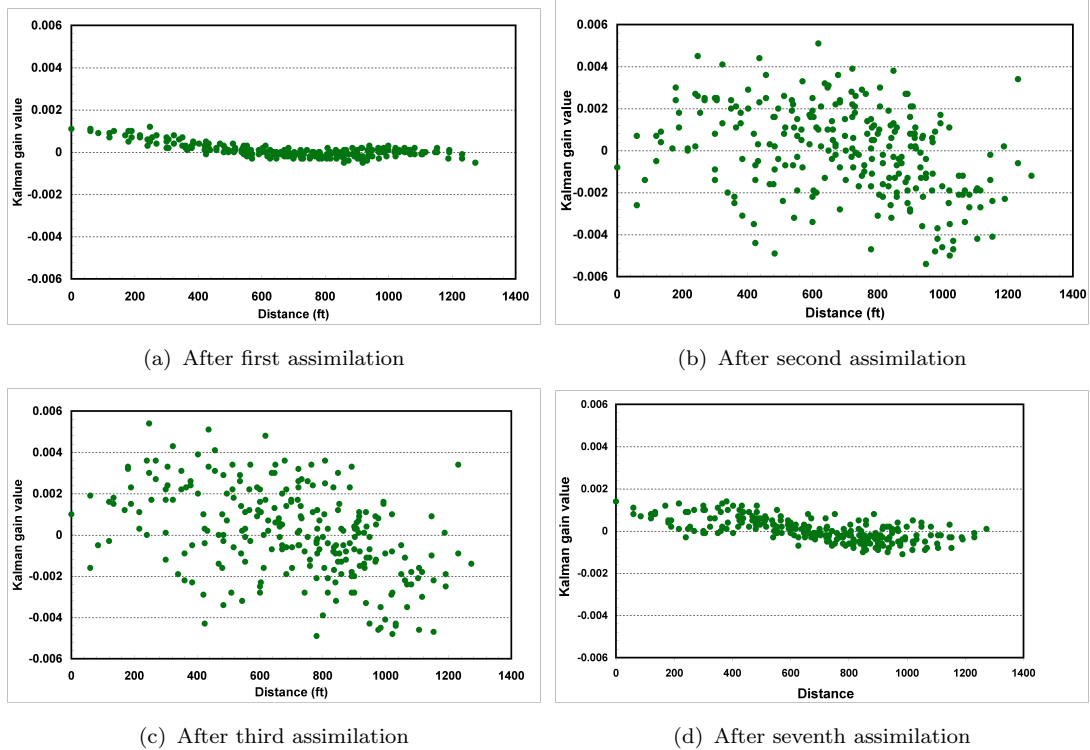 0.006
0.004
0.002
0
-0.002
-0.004
-0.006
Kalman gain value
0 200 400 600 800 1000 1200 1400
Distance (ft)
(a) After first assimilation
0.006
0.004
0.002
0
-0.002
-0.004
-0.006
Kalman gain value
0 200 400 600 800 1000 1200 1400
Distance (ft)
(b) After second assimilation
0.006
0.004
0.002
0
-0.002
-0.004
-0.006
Kalman gain value
0 200 400 600 800 1000 1200 1400
Distance (ft)
(c) After third assimilation
0.006
0.004
0.002
0
-0.002
-0.004
-0.006
Kalman gain value
0 200 400 600 800 1000 1200 1400
Distance
(d) After seventh assimilation